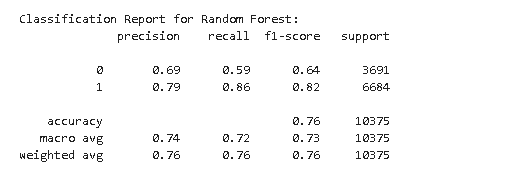 Classification Report for Random Forest:
precision recall f1-score support
0 0.69 0.59 0.64 3691
1 0.79 0.86 0.82 6684
accuracy 0.76 10375
macro avg 0.74 0.72 0.73 10375
weighted avg 0.76 0.76 0.76 10375